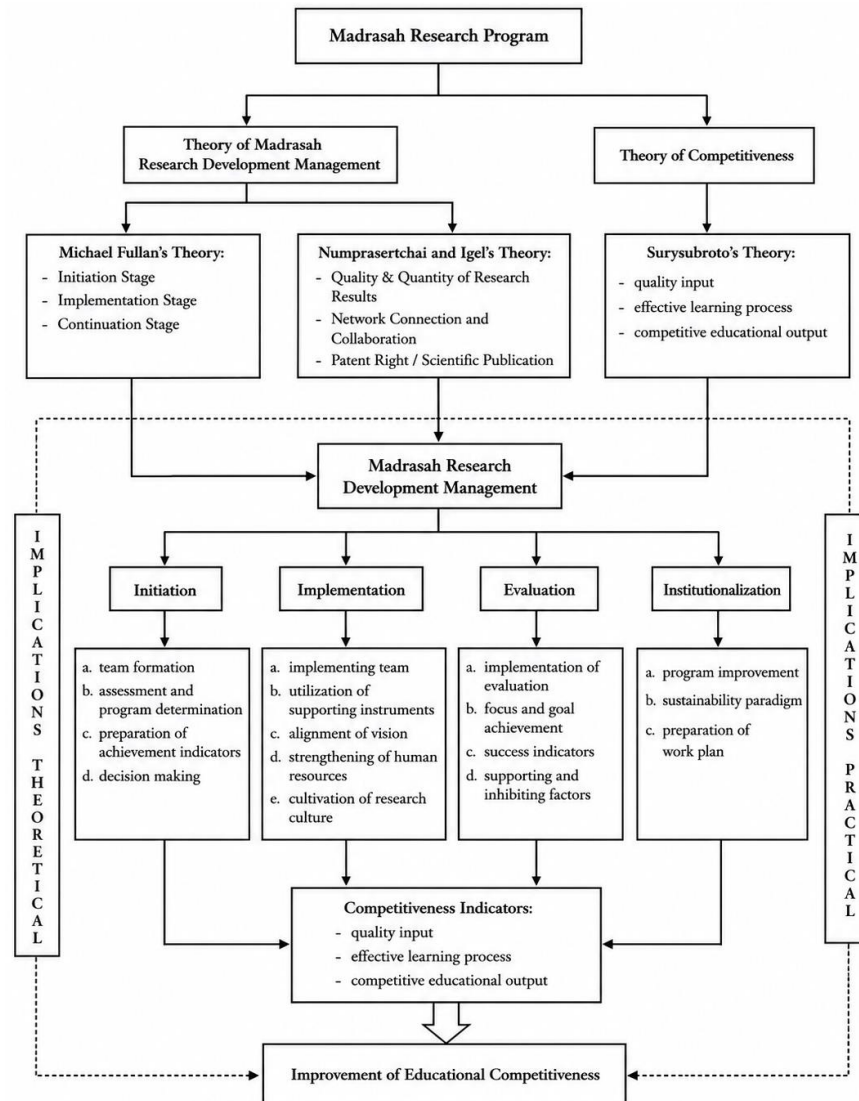 Madrasah Research Program
Theory of Madrasah
Research Development Management
Theory of Competitiveness
Michael Fullan's Theory:
- Initiation Stage
- Implementation Stage
- Continuation Stage
Numprasertchai and Igel's Theory:
- Quality & Quantity of Research
Results
- Network Connection and
Collaboration
- Patent Right / Scientific Publication
Surysubroto's Theory:
- quality input
- effective learning process
- competitive educational output
Madrasah Research
Development Management
IMPLICATIONS THEORETICAL
Initiation
a. team formation
b. assessment and
program determination
c. preparation of
achievement indicators
d. decision making
Implementation
a. implementing team
b. utilization of
supporting instruments
c. alignment of vision
d. strengthening of human
resources
e. cultivation of research
culture
Evaluation
a. implementation of
evaluation
b. focus and goal
achievement
c. success indicators
d. supporting and
inhibiting factors
Institutionalization
a. program improvement
b. sustainability paradigm
c. preparation of
work plan
IMPLICATIONS PRACTICAL
Competitiveness Indicators:
- quality input
- effective learning process
- competitive educational output
Improvement of Educational Competitiveness